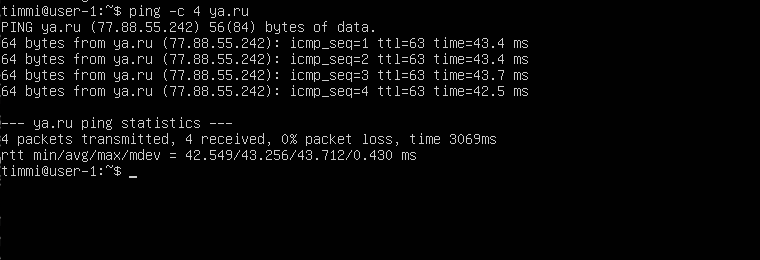 timmi@user-1:~$ ping -c 4 ya.ru
PING ya.ru (77.88.55.242) 56(84) bytes of data.
64 bytes from ya.ru (77.88.55.242): icmp_seq=1 ttl=63 time=43.4 ms
64 bytes from ya.ru (77.88.55.242): icmp_seq=2 ttl=63 time=43.4 ms
64 bytes from ya.ru (77.88.55.242): icmp_seq=3 ttl=63 time=43.7 ms
64 bytes from ya.ru (77.88.55.242): icmp_seq=4 ttl=63 time=42.5 ms
--- ya.ru ping statistics ---
4 packets transmitted, 4 received, 0% packet loss, time 3069ms
rtt min/avg/max/mdev = 42.549/43.256/43.712/0.430 ms
timmi@user-1:~$ _